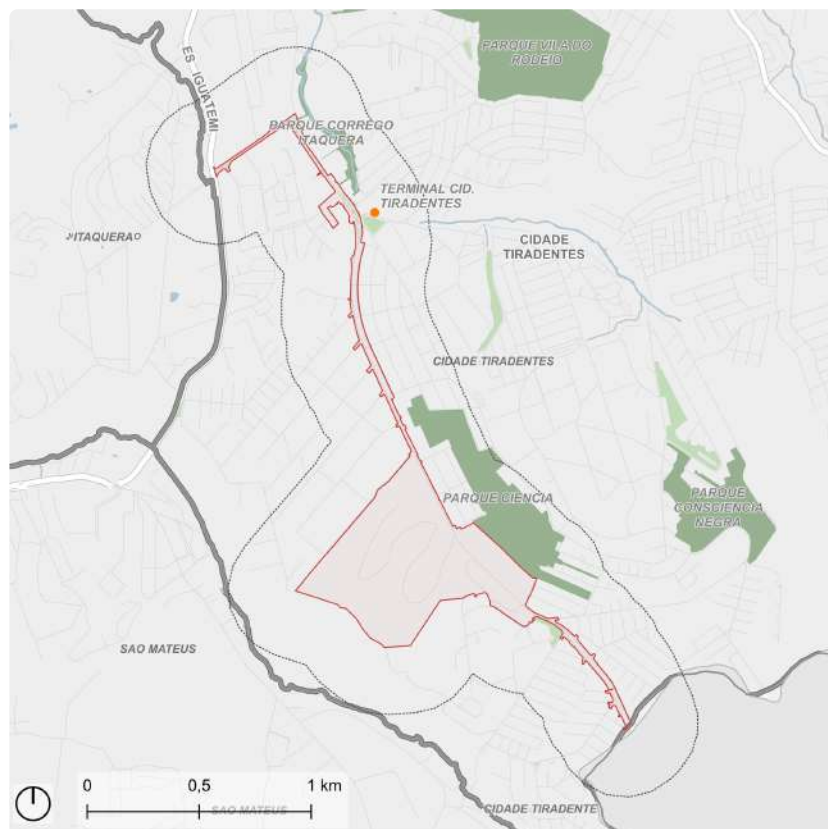 PARQUE VILA DO
RODEIO
ES. IGUATEMI
PARQUE CORREGO
ITAQUERA
TERMINAL CID.
TIRADENTES
ITAQUERA
CIDADE
TIRADENTES
CIDADE TIRADENTES
PARQUE CIENCIA
PARQUE
CONSCIENCIA
NEGRA
SAO MATEUS
0 0,5 1 km
SAO MATEUS
CIDADE TIRADENTE